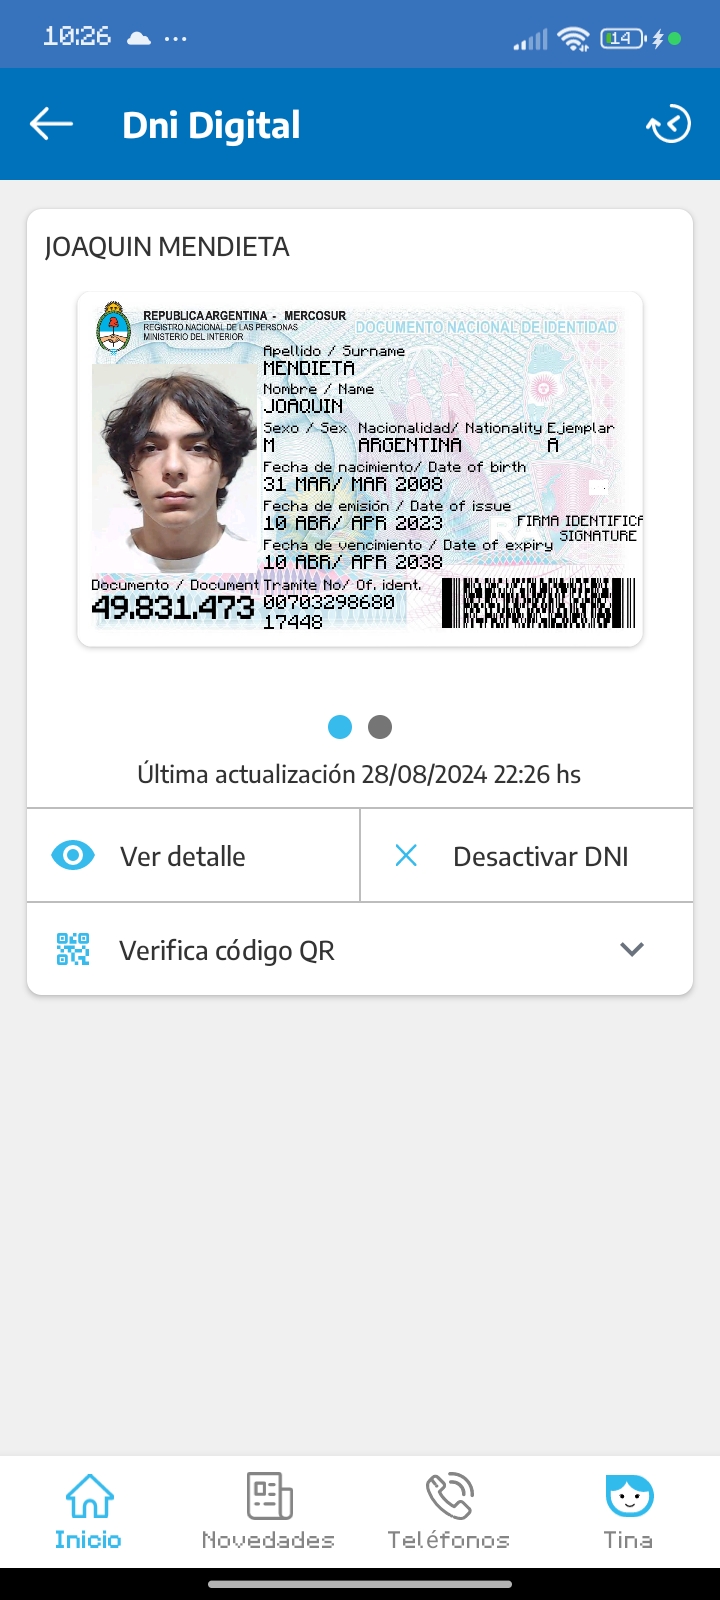 10:26
14
Dni Digital
JOAQUIN MENDIETA
REPUBLICA ARGENTINA - MERCOSUR
REGISTRO NACIONAL DE LAS PERSONAS
MINISTERIO DEL INTERIOR
DOCUMENTO NACIONAL DE IDENTIDAD
Apellido / Surname
MENDIETA
Nombre / Name
JOAQUIN
Sexo / Sex Nacionalidad/ Nationality Ejemplar
M ARGENTINA A
Fecha de nacimiento/ Date of birth
31 MAR/ MAR 2008
Fecha de emisión / Date of issue
10 ABR/ APR 2023
FIRMA IDENTIFICA
SIGNATURE
Fecha de vencimiento / Date of expiry
10 ABR/ APR 2038
Documento / Document Tramite No/ Of. ident.
49.831.473 00703298680
17448
Última actualización 28/08/2024 22:26 hs
Ver detalle
Desactivar DNI
Verifica código QR
Inicio
Novedades
Teléfonos
Tina